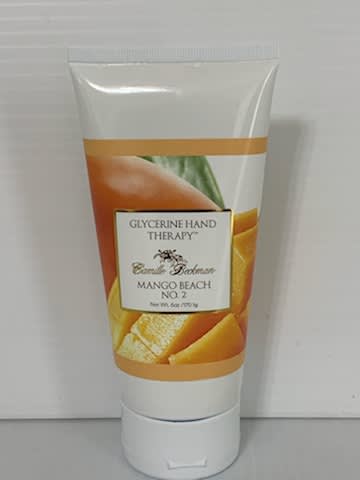 GLYCERINE HAND
THERAPY™
Camille Beckman
MANGO BEACH
NO. 2
Net Wt. 6oz /170.1g